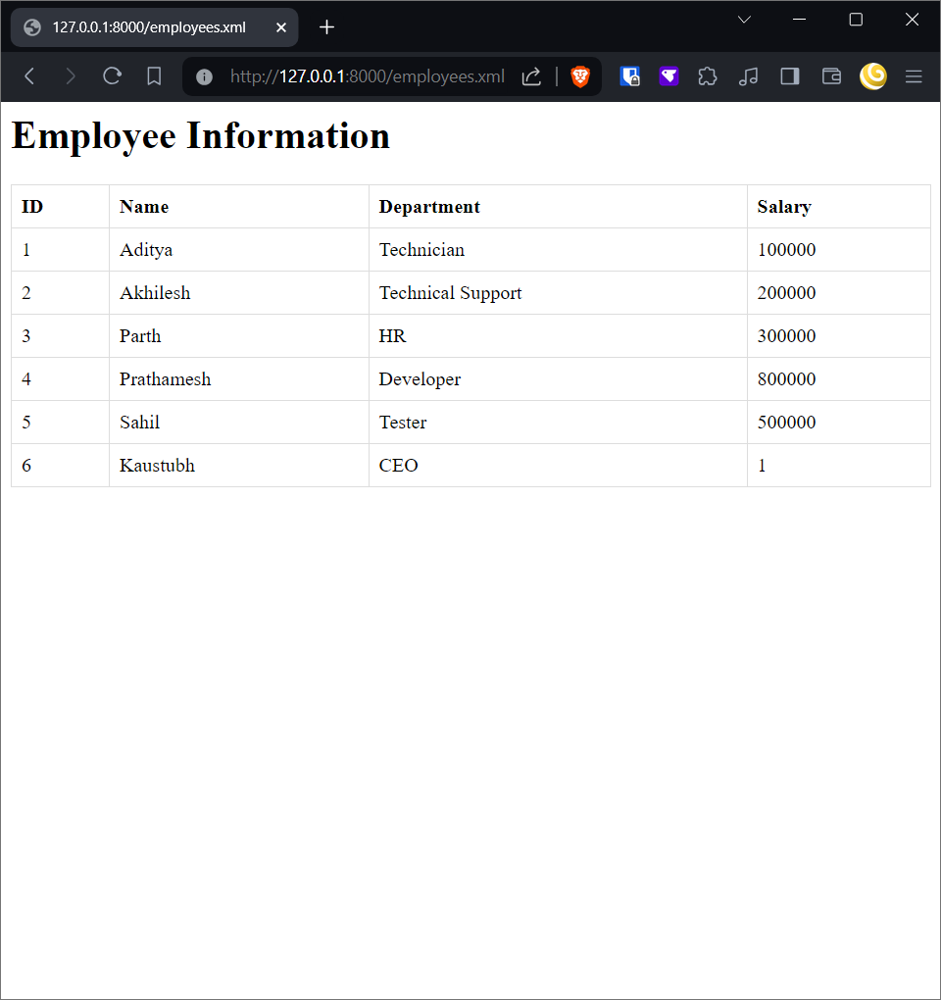 127.0.0.1:8000/employees.xml
http://127.0.0.1:8000/employees.xml
Employee Information
ID Name Department Salary
1 Aditya Technician 100000
2 Akhilesh Technical Support 200000
3 Parth HR 300000
4 Prathamesh Developer 800000
5 Sahil Tester 500000
6 Kaustubh CEO 1